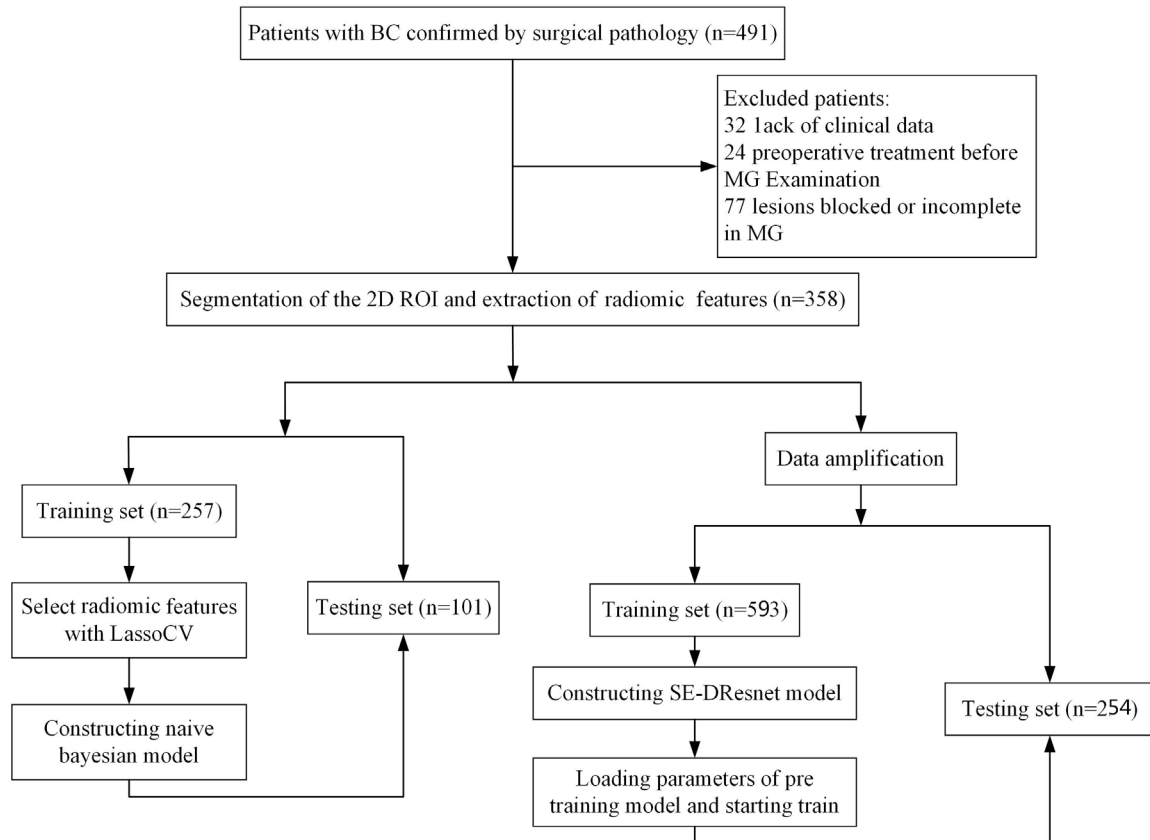 Patients with BC confirmed by surgical pathology (n=491)
Excluded patients:
32 1ack of clinical data
24 preoperative treatment before
MG Examination
77 lesions blocked or incomplete
in MG
Segmentation of the 2D ROI and extraction of radiomic features (n=358)
Data amplification
Training set (n=257)
Select radiomic features
with LassoCV
Constructing naive
bayesian model
Testing set (n=101)
Training set (n=593)
Constructing SE-DResnet model
Loading parameters of pre
training model and starting train
Testing set (n=254)